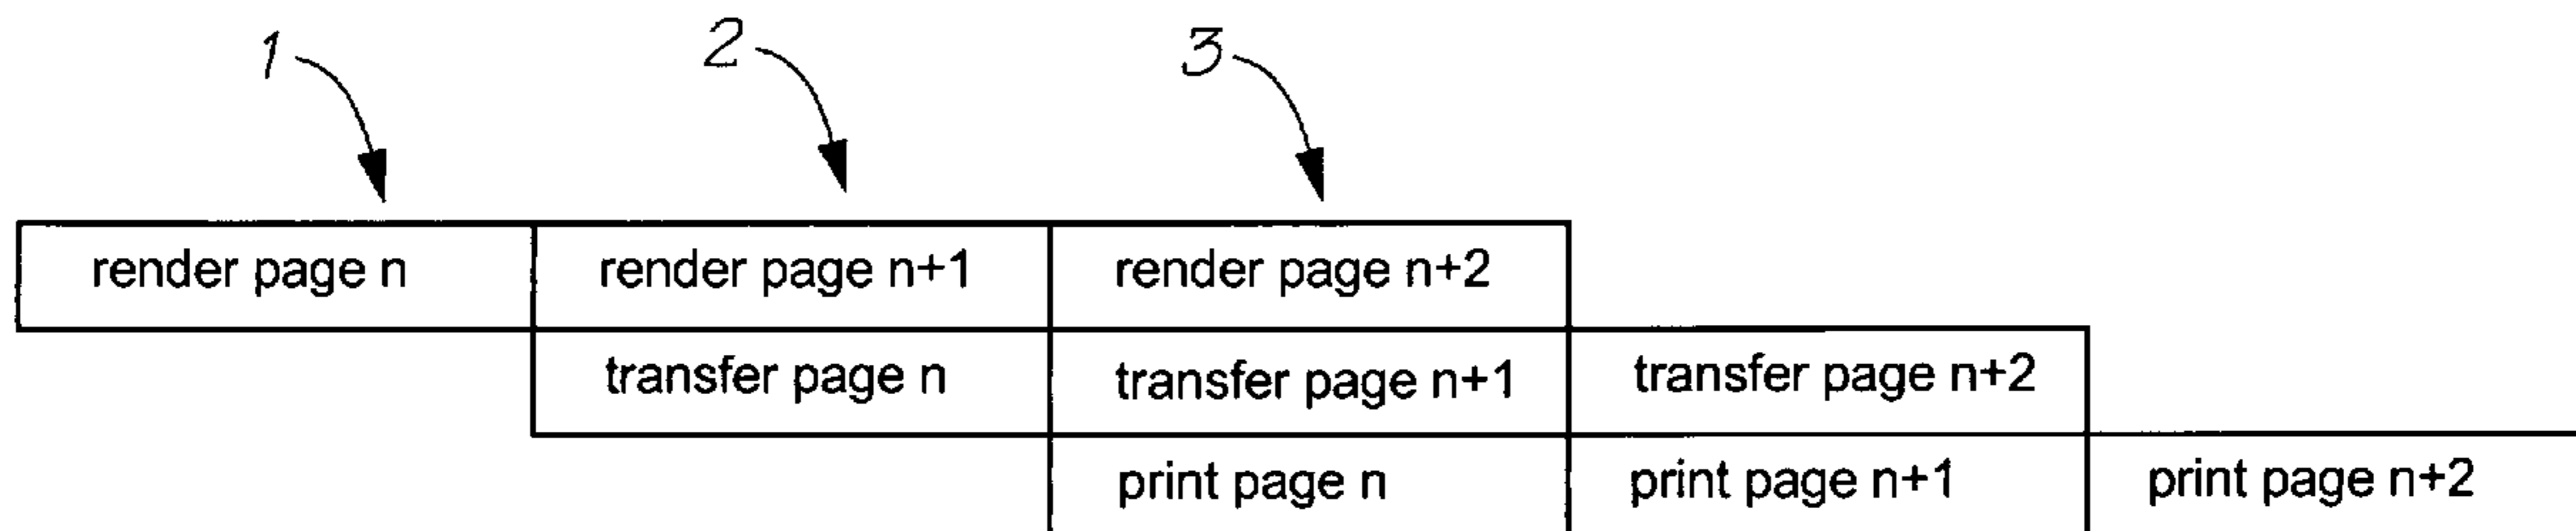 1 2 3
render page n render page n+1 render page n+2
transfer page n transfer page n+1 transfer page n+2
print page n print page n+1 print page n+2